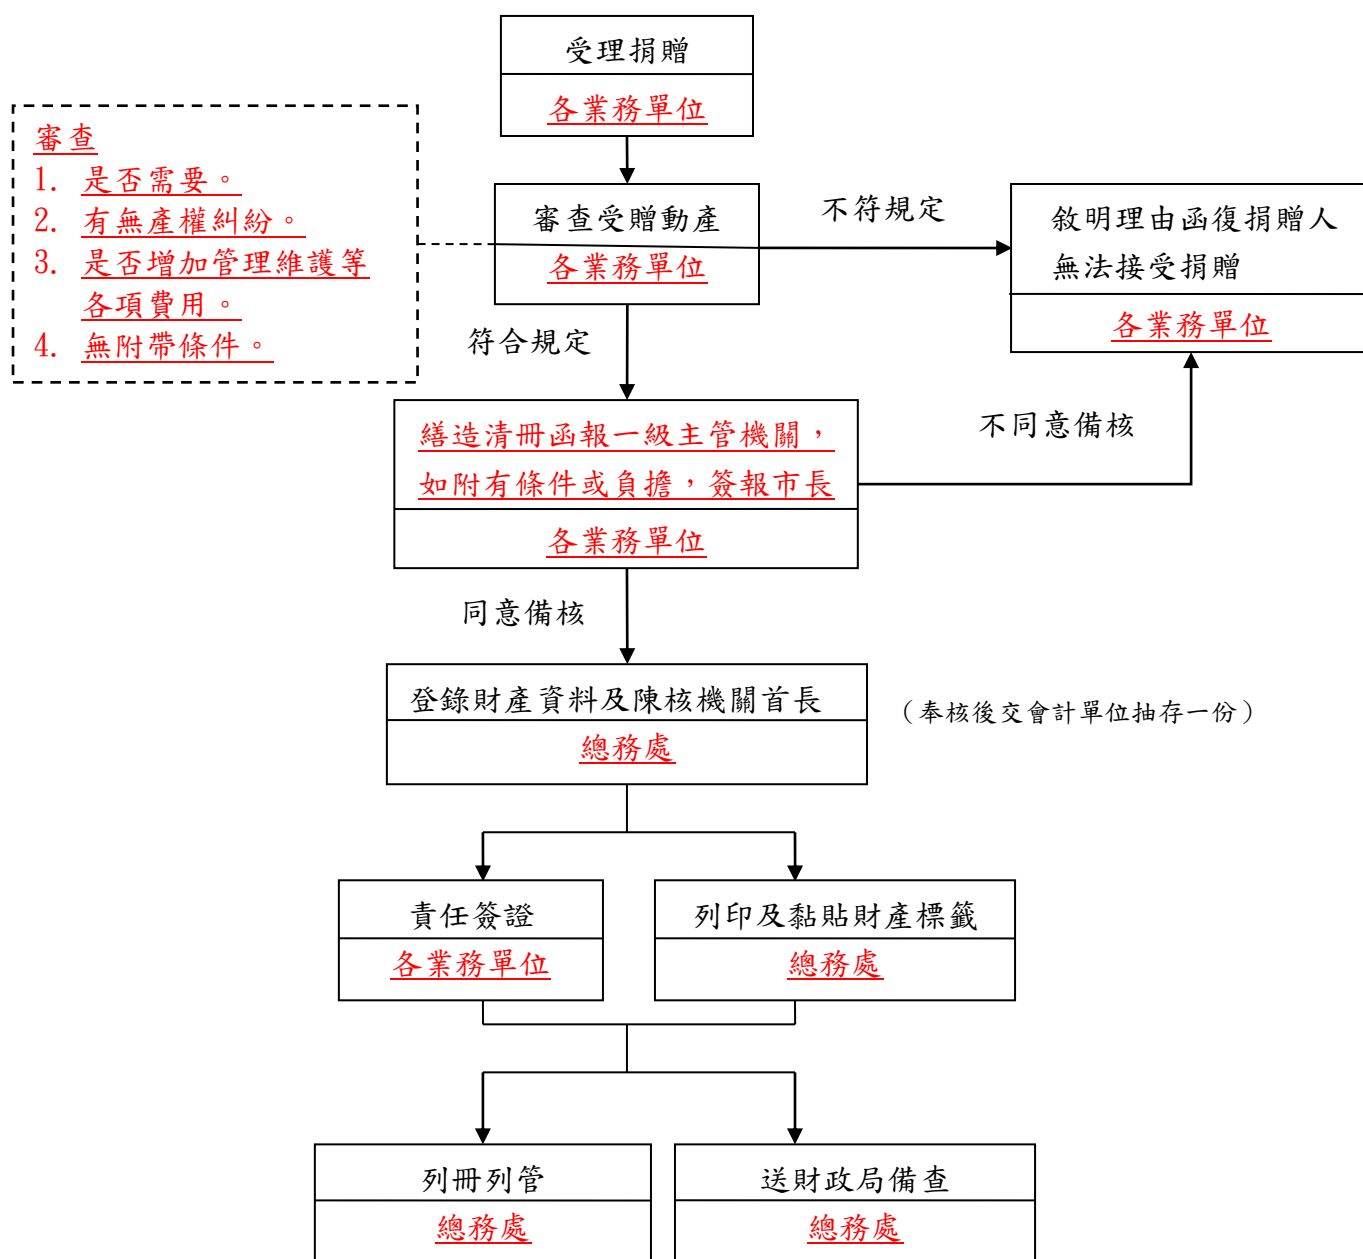 受理捐贈
各業務單位
審查
1. 是否需要。
2. 有無產權糾紛。
3. 是否增加管理維護等
各項費用。
4. 無附帶條件。
審查受贈動產
各業務單位
不符規定
敘明理由函復捐贈人
無法接受捐贈
各業務單位
符合規定
繕造清冊函報一級主管機關，
如附有條件或負擔，簽報市長
各業務單位
不同意備核
同意備核
登錄財產資料及陳核機關首長
總務處
（奉核後交會計單位抽存一份）
責任簽證
各業務單位
列印及黏貼財產標籤
總務處
列冊列管
總務處
送財政局備查
總務處